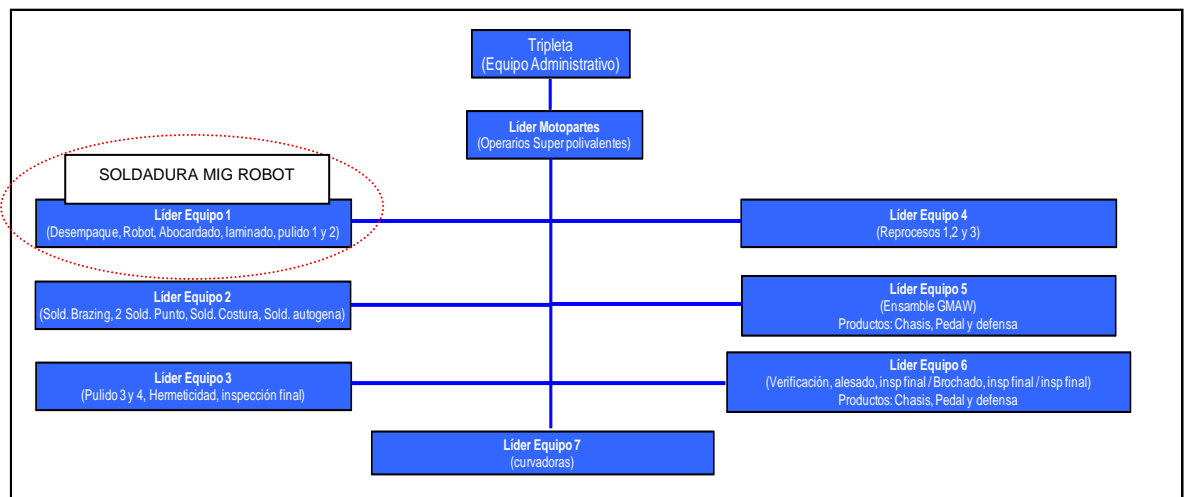 Tripleta
(Equipo Administrativo)
Líder Motopartes
(Operarios Super polivalentes)
SOLDADURA MIG ROBOT
Líder Equipo 1
(Desempaque, Robot, Abocardado, laminado, pulido 1 y 2)
Líder Equipo 4
(Reprocesos 1,2 y 3)
Líder Equipo 2
(Sold. Brazing, 2 Sold. Punto, Sold. Costura, Sold. autogena)
Líder Equipo 5
(Ensamble GMAW)
Productos: Chasis, Pedal y defensa
Líder Equipo 3
(Pulido 3 y 4, Hermeticidad, inspección final)
Líder Equipo 6
(Verificación, alesado, insp final / Brochado, insp final / insp final)
Productos: Chasis, Pedal y defensa
Líder Equipo 7
(curvadoras)